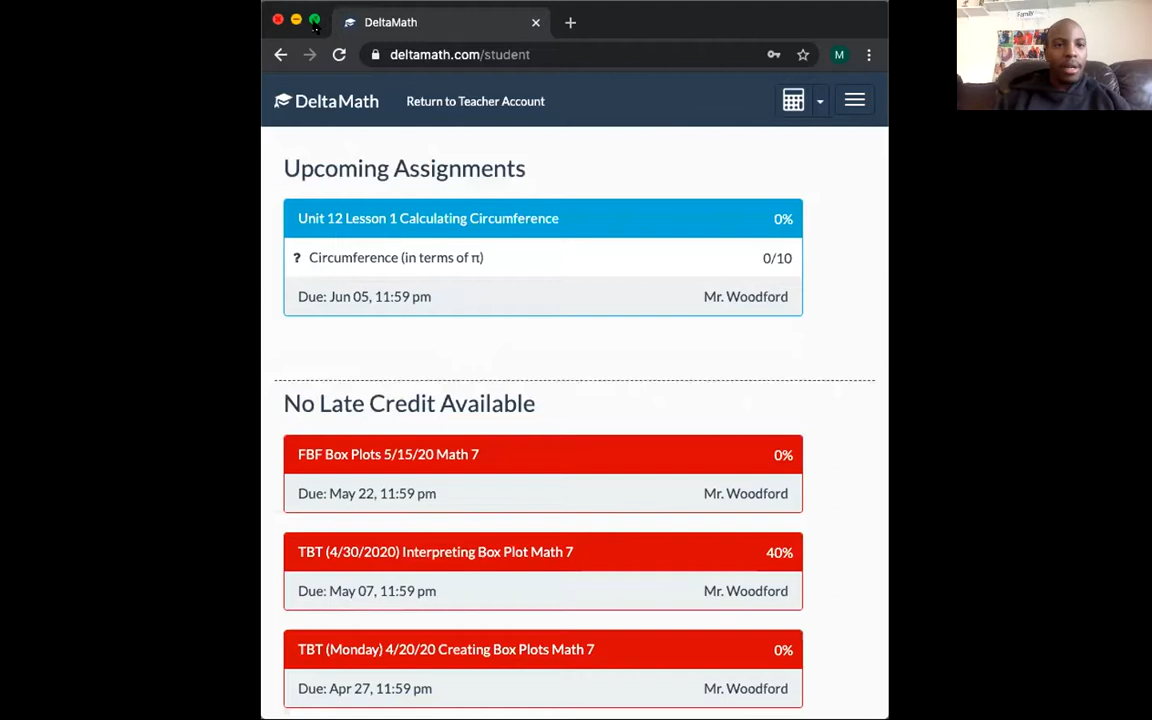 DeltaMath
deltamath.com/student
M
DeltaMath Return to Teacher Account
Upcoming Assignments
Unit 12 Lesson 1 Calculating Circumference 0%
? Circumference (in terms of π) 0/10
Due: Jun 05, 11:59 pm Mr. Woodford
No Late Credit Available
FBF Box Plots 5/15/20 Math 7 0%
Due: May 22, 11:59 pm Mr. Woodford
TBT (4/30/2020) Interpreting Box Plot Math 7 40%
Due: May 07, 11:59 pm Mr. Woodford
TBT (Monday) 4/20/20 Creating Box Plots Math 7 0%
Due: Apr 27, 11:59 pm Mr. Woodford
Family